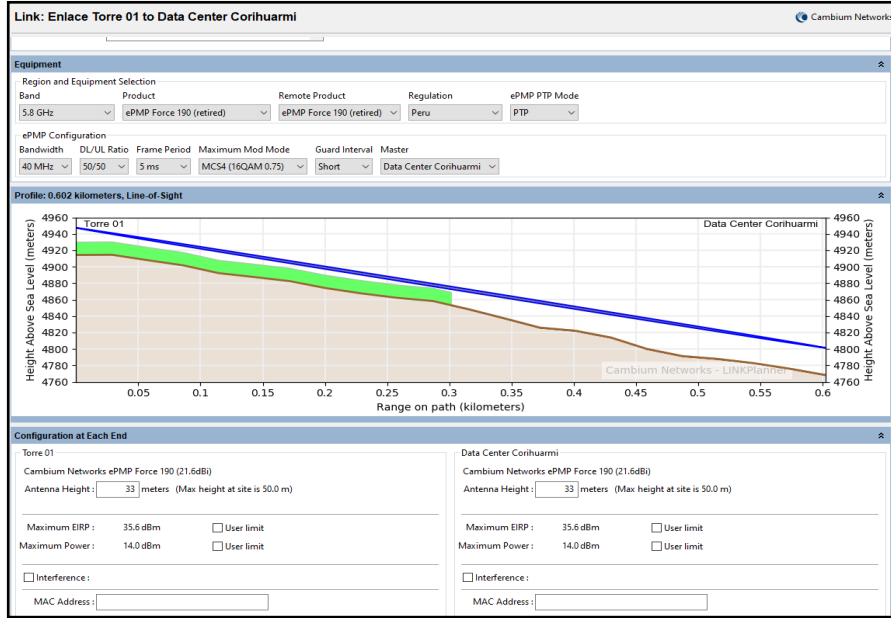 Link: Enlace Torre 01 to Data Center Corihuarmi
Cambium Networks
Equipment
Region and Equipment Selection
Band Product Remote Product Regulation ePMP PTP Mode
5.8 GHz ePMP Force 190 (retired) ePMP Force 190 (retired) Peru PTP
ePMP Configuration
Bandwidth DL/UL Ratio Frame Period Maximum Mod Mode Guard Interval Master
40 MHz 50/50 5 ms MCS4 (16QAM 0.75) Short Data Center Corihuarmi
Profile: 0.602 kilometers, Line-of-Sight
Height Above Sea Level (meters)
4960
4940
4920
4900
4880
4860
4840
4820
4800
4780
4760
Torre 01
Data Center Corihuarmi
4960
4940
4920
4900
4880
4860
4840
4820
4800
4780
4760
Height Above Sea Level (meters)
Cambium Networks - LINKPlanner
0.05 0.1 0.15 0.2 0.25 0.3 0.35 0.4 0.45 0.5 0.55 0.6
Range on path (kilometers)
Configuration at Each End
Torre 01
Cambium Networks ePMP Force 190 (21.6dBi)
Antenna Height : 33 meters (Max height at site is 50.0 m)
Maximum EIRP : 35.6 dBm User limit
Maximum Power : 14.0 dBm User limit
Interference :
MAC Address :
Data Center Corihuarmi
Cambium Networks ePMP Force 190 (21.6dBi)
Antenna Height : 33 meters (Max height at site is 50.0 m)
Maximum EIRP : 35.6 dBm User limit
Maximum Power : 14.0 dBm User limit
Interference :
MAC Address :